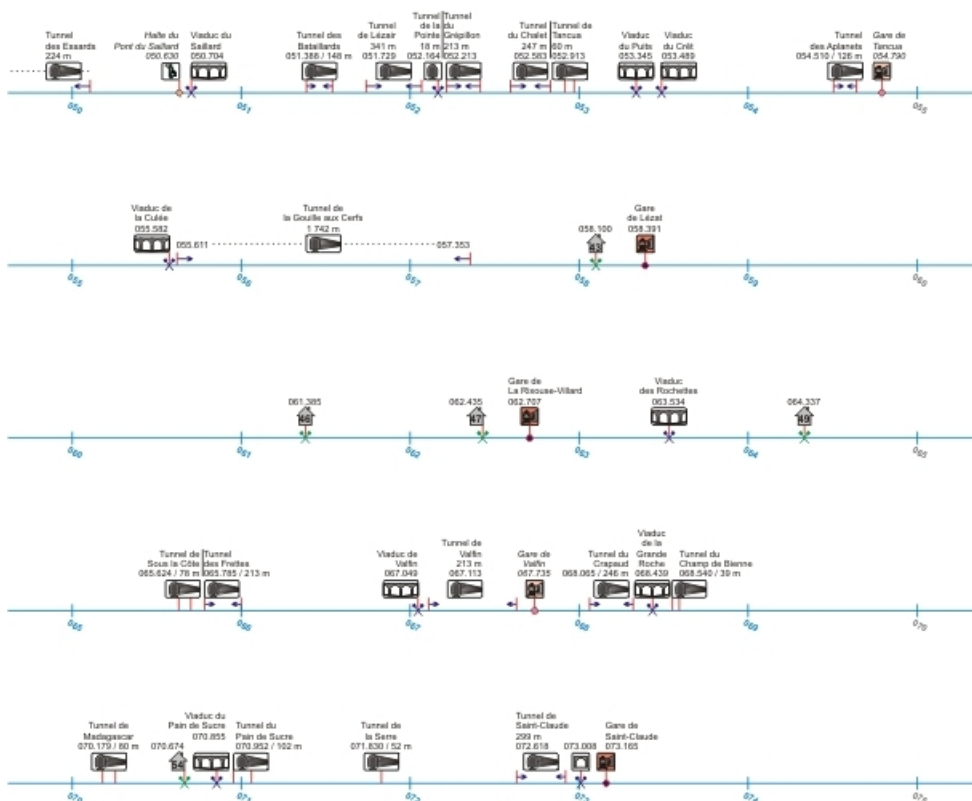 Tunnel
des Essards
224 m
Halte du
Pont du Saillard
050.630
Viaduc du
Saillard
050.704
Tunnel des
Bataillards
051.388 / 148 m
Tunnel
de Lézair
341 m
051.729
Tunnel
de la
Pointe
18 m
052.164
Tunnel
du
Grépillon
213 m
052.213
Tunnel
du Chalet
247 m
052.583
Tunnel de
Tancua
60 m
052.913
Viaduc
du Puits
053.345
Viaduc
du Crêt
053.489
Tunnel
des Aplanets
054.510 / 126 m
Gare de
Tancua
054.790
050
051
052
053
054
055
Viaduc de
la Culée
055.582
055.611
Tunnel de
la Gouille aux Cerfs
1 742 m
057.353
058.100
43
Gare
de Lézat
058.391
055
056
057
058
059
060
061.385
46
062.435
47
Gare de
La Rixouse-Villard
062.707
Viaduc
des Rochettes
063.534
064.337
49
060
061
062
063
064
065
Tunnel de
Sous la Côte
065.624 / 76 m
Tunnel
des Frettes
065.785 / 213 m
Viaduc de
Valfin
067.049
Tunnel de
Valfin
213 m
067.113
Gare de
Valfin
067.735
Tunnel du
Crapaud
068.065 / 246 m
Viaduc
de la
Grande
Roche
068.439
Tunnel du
Champ de Bienne
068.540 / 39 m
065
066
067
068
069
070
Tunnel de
Madagascar
070.179 / 80 m
070.674
54
Viaduc du
Pain de Sucre
070.855
Tunnel du
Pain de Sucre
070.952 / 102 m
Tunnel de
la Serre
071.830 / 52 m
Tunnel de
Saint-Claude
299 m
072.618
073.008
Gare de
Saint-Claude
073.165